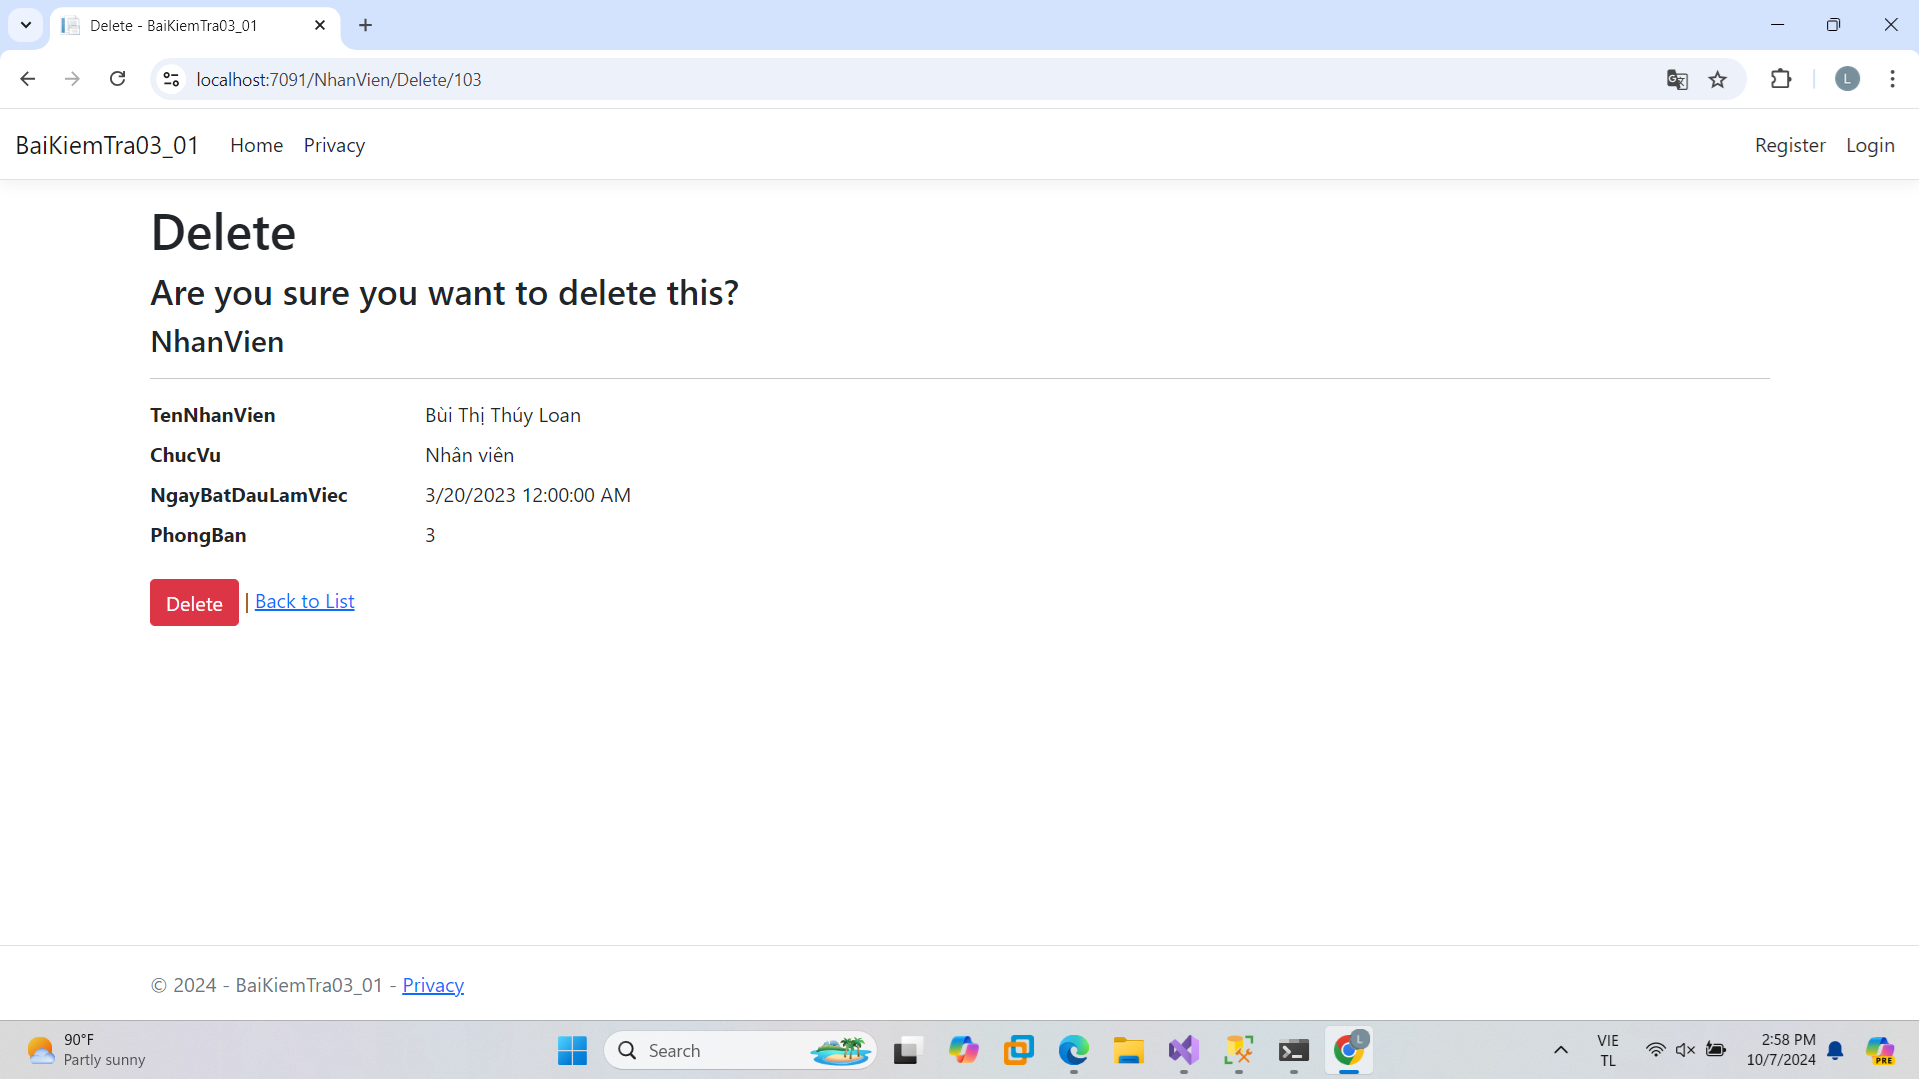 Delete - BaiKiemTra03_01
localhost:7091/NhanVien/Delete/103
L
BaiKiemTra03_01 Home Privacy Register Login
Delete
Are you sure you want to delete this?
NhanVien
TenNhanVien Bùi Thị Thúy Loan
ChucVu Nhân viên
NgayBatDauLamViec 3/20/2023 12:00:00 AM
PhongBan 3
Delete | Back to List
© 2024 - BaiKiemTra03_01 - Privacy
90°F
Partly sunny
Search
L
VIE
TL
2:58 PM
10/7/2024
PRE